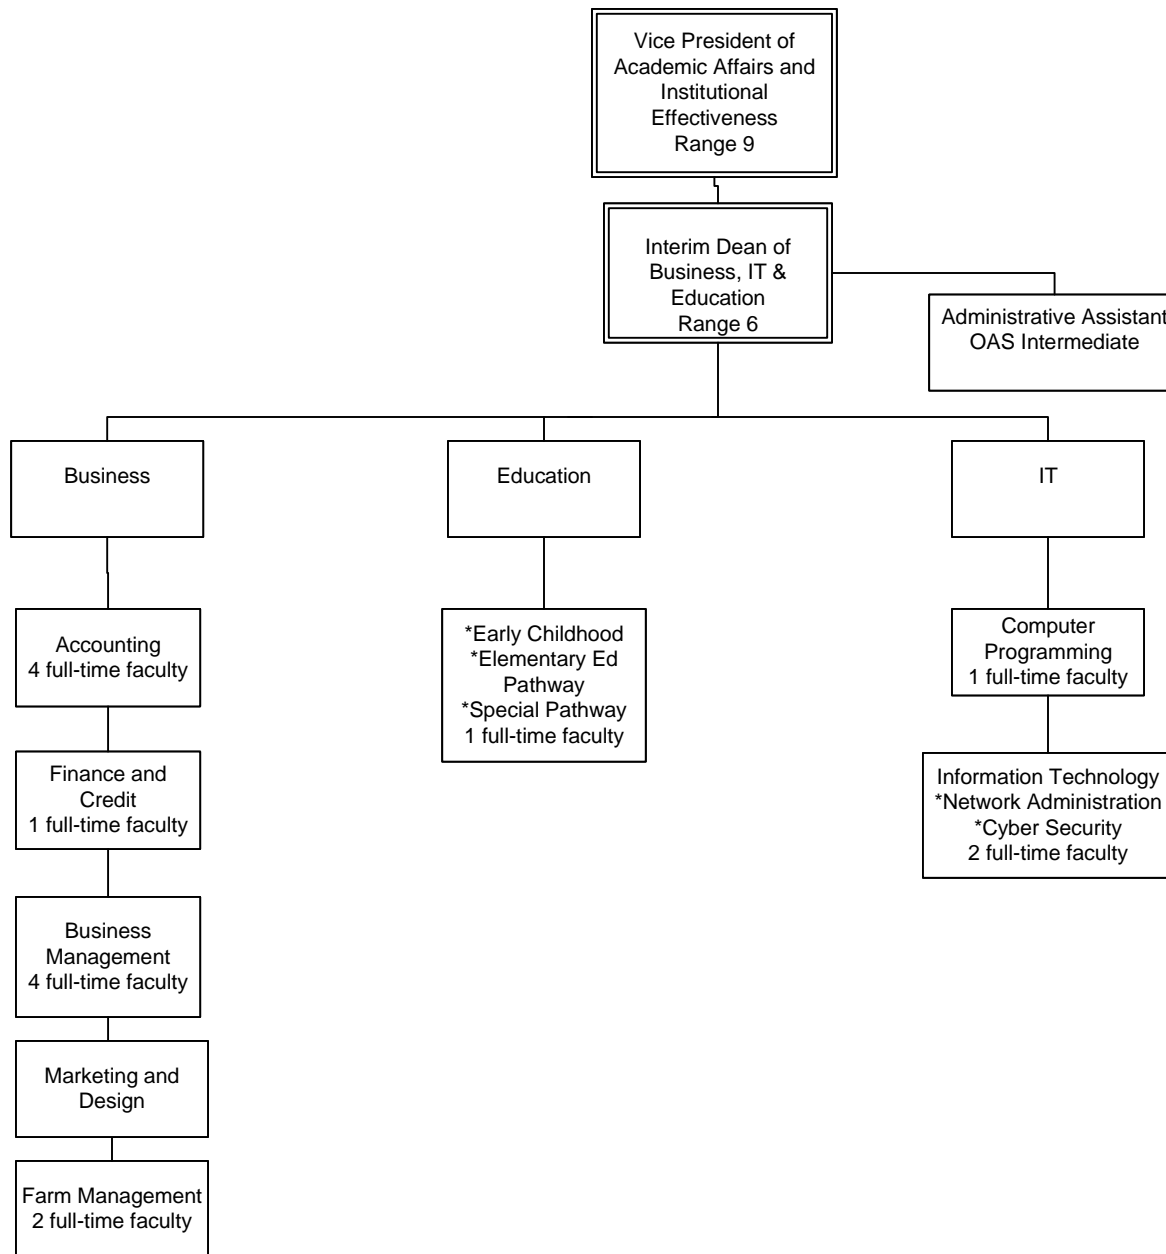 Vice President of
Academic Affairs and
Institutional
Effectiveness
Range 9
Interim Dean of
Business, IT &
Education
Range 6
Administrative Assistant
OAS Intermediate
Business
Education
IT
Accounting
4 full-time faculty
Finance and
Credit
1 full-time faculty
Business
Management
4 full-time faculty
Marketing and
Design
Farm Management
2 full-time faculty
*Early Childhood
*Elementary Ed
Pathway
*Special Pathway
1 full-time faculty
Computer
Programming
1 full-time faculty
Information Technology
*Network Administration
*Cyber Security
2 full-time faculty